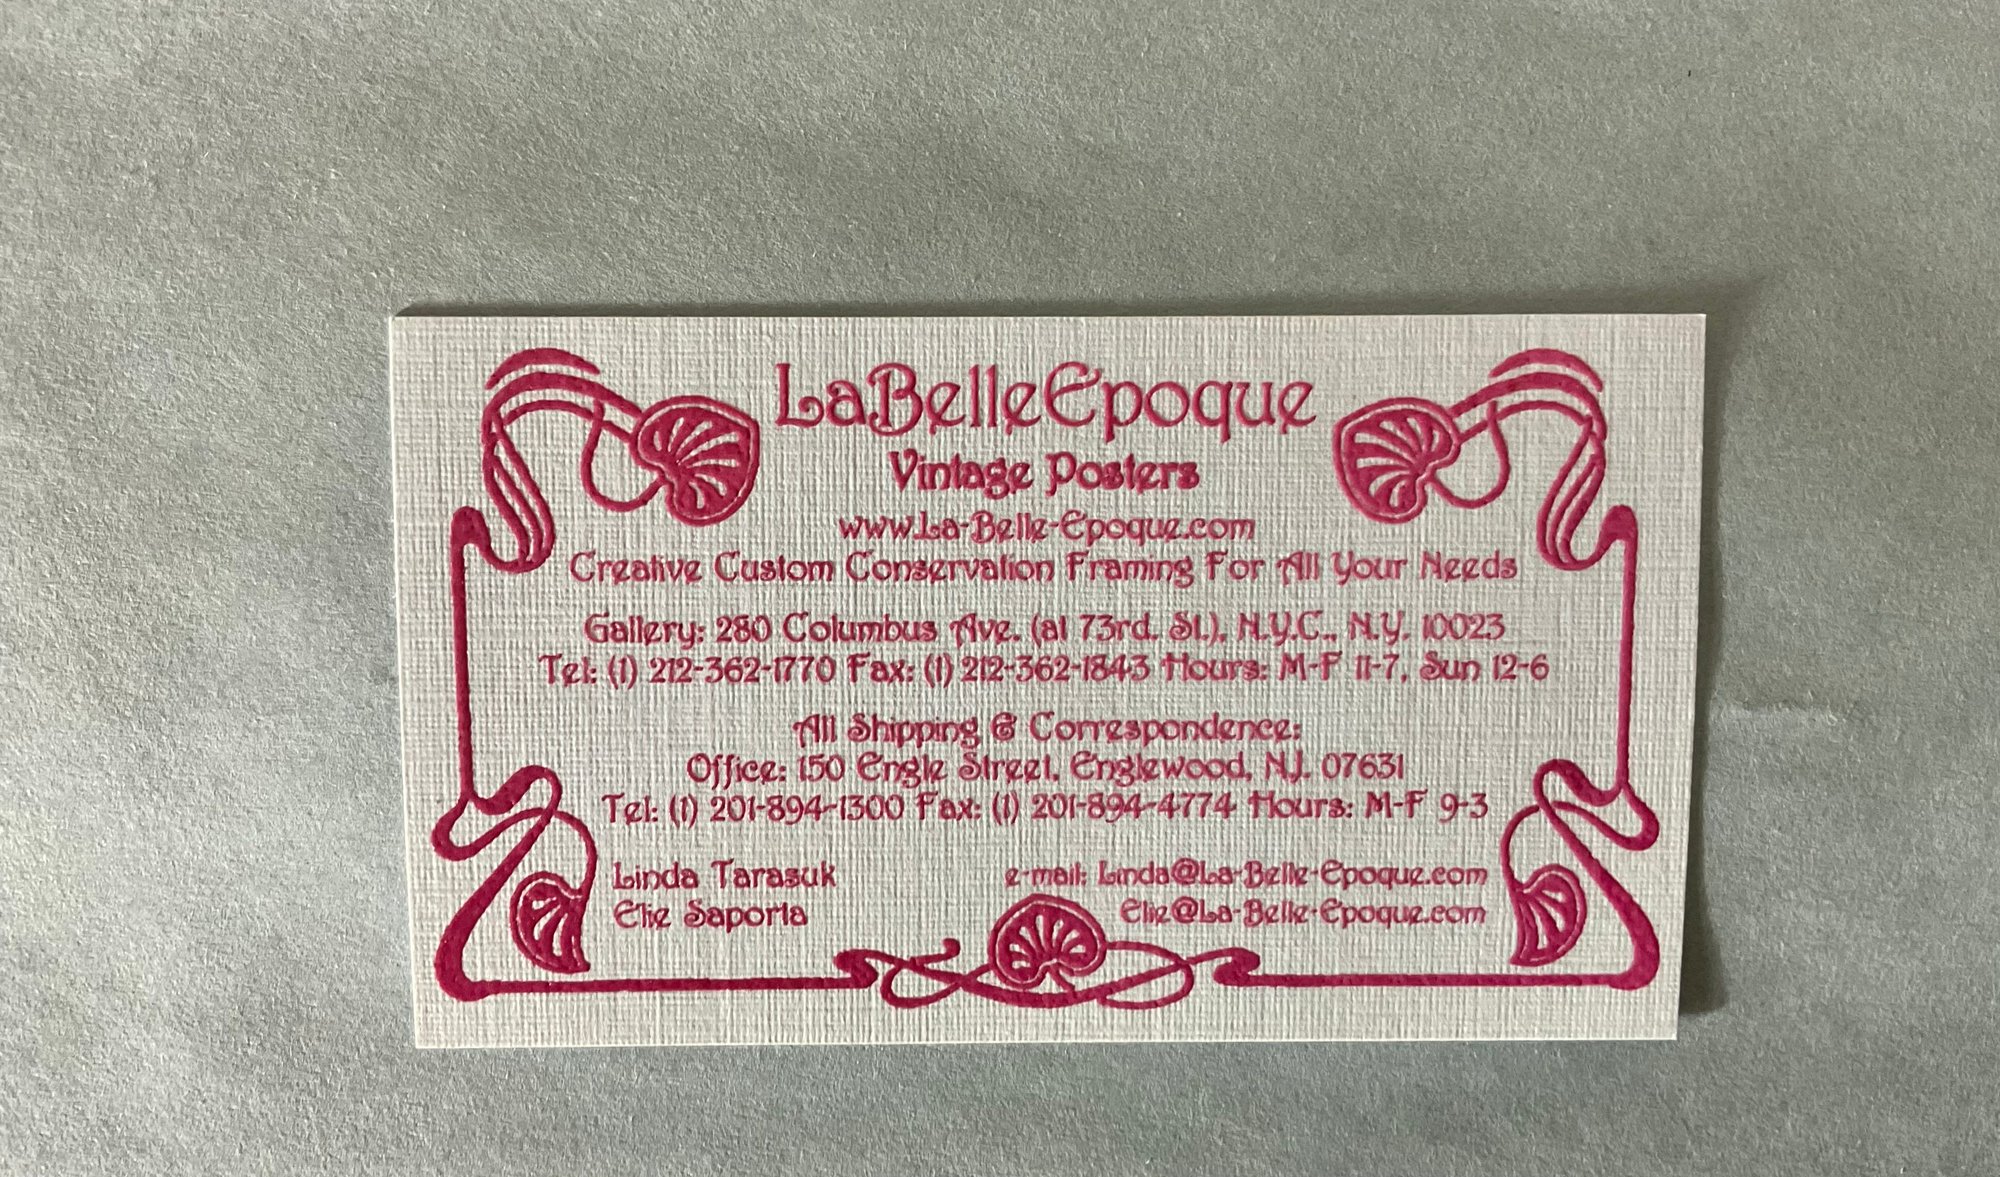 LaBelleEpoque
Vintage Posters
www.La-Belle-Epoque.com
Creative Custom Conservation Framing For All Your Needs
Gallery: 280 Columbus Ave. (at 73rd. St.), N.Y.C., N.Y. 10023
Tel: (1) 212-362-1770 Fax: (1) 212-362-1843 Hours: M-F 11-7, Sun 12-6
All Shipping & Correspondence:
Office: 150 Engle Street, Englewood, NJ. 07631
Tel: (1) 201-894-1300 Fax: (1) 201-894-4774 Hours: M-F 9-3
Linda Tarasuk e-mail: Linda@La-Belle-Epoque.com
Elie Saporta Elie@La-Belle-Epoque.com